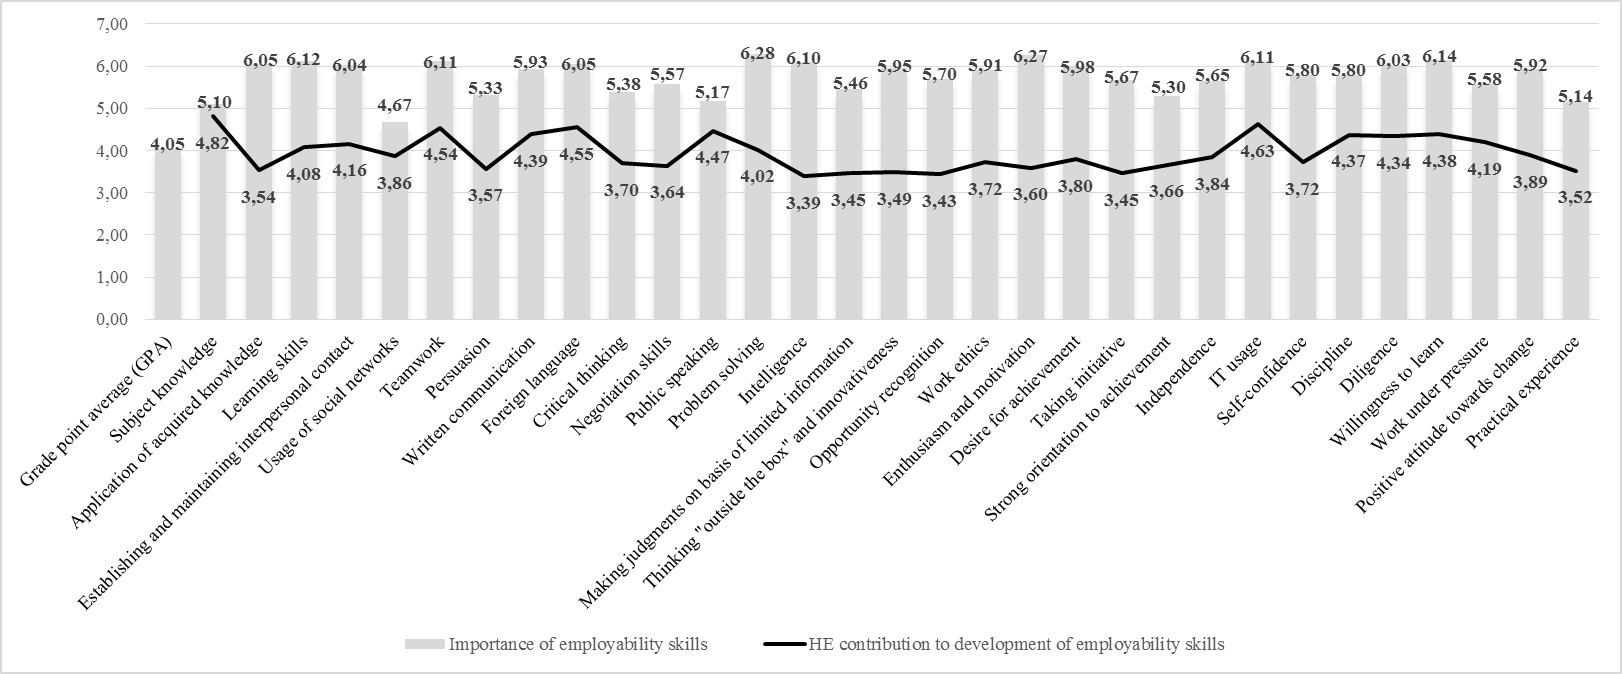 7,00
6,00
5,00
4,00
3,00
2,00
1,00
0,00
4,05
5,10
6,05
6,12
6,04
4,67
6,11
5,33
5,93
6,05
5,38
5,57
5,17
6,28
6,10
5,46
5,95
5,70
5,91
6,27
5,98
5,67
5,30
5,65
6,11
5,80
5,80
6,03
6,14
5,58
5,92
5,14
4,82
3,54
4,08
4,16
3,86
4,54
3,57
4,39
4,55
3,70
3,64
4,47
4,02
3,39
3,45
3,49
3,43
3,72
3,60
3,80
3,45
3,66
3,84
4,63
3,72
4,37
4,34
4,38
4,19
3,89
3,52
Grade point average (GPA)
Subject knowledge
Application of acquired knowledge
Learning skills
Establishing and maintaining interpersonal contact
Usage of social networks
Teamwork
Persuasion
Written communication
Foreign language
Critical thinking
Negotiation skills
Public speaking
Problem solving
Intelligence
Making judgments on basis of limited information
Thinking "outside the box" and innovativeness
Opportunity recognition
Work ethics
Enthusiasm and motivation
Desire for achievement
Taking initiative
Strong orientation to achievement
Independence
IT usage
Self-confidence
Discipline
Diligence
Willingness to learn
Work under pressure
Positive attitude towards change
Practical experience
Importance of employability skills
HE contribution to development of employability skills